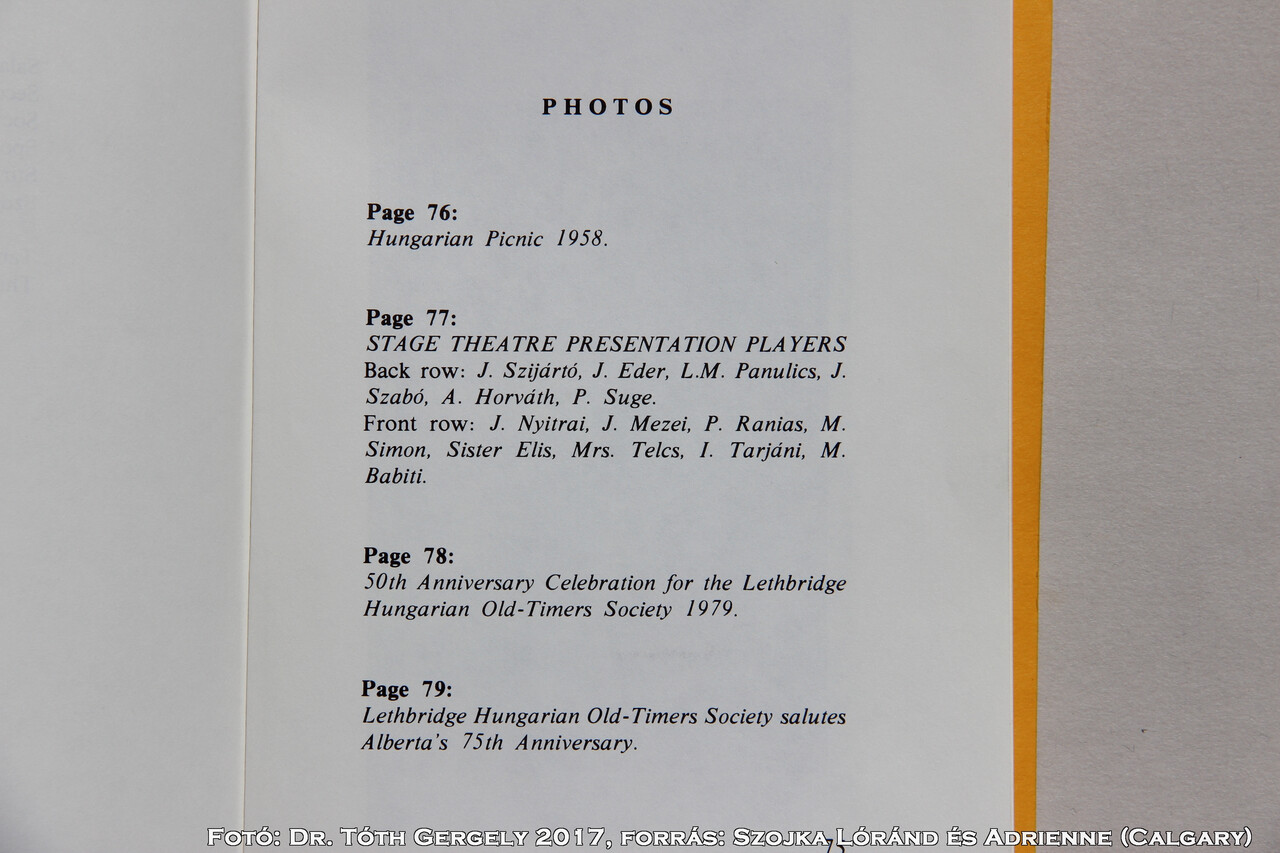 PHOTOS
Page 76:
Hungarian Picnic 1958.
Page 77:
STAGE THEATRE PRESENTATION PLAYERS
Back row: J. Szijártó, J. Eder, L.M. Panulics, J.
Szabó, A. Horváth, P. Suge.
Front row: J. Nyitrai, J. Mezei, P. Ranias, M.
Simon, Sister Elis, Mrs. Telcs, I. Tarjáni, M.
Babiti.
Page 78:
50th Anniversary Celebration for the Lethbridge
Hungarian Old-Timers Society 1979.
Page 79:
Lethbridge Hungarian Old-Timers Society salutes
Alberta's 75th Anniversary.
75
Fotó: Dr. Tóth Gergely 2017, forrás: Szojka Lóránd és Adrienne (Calgary)